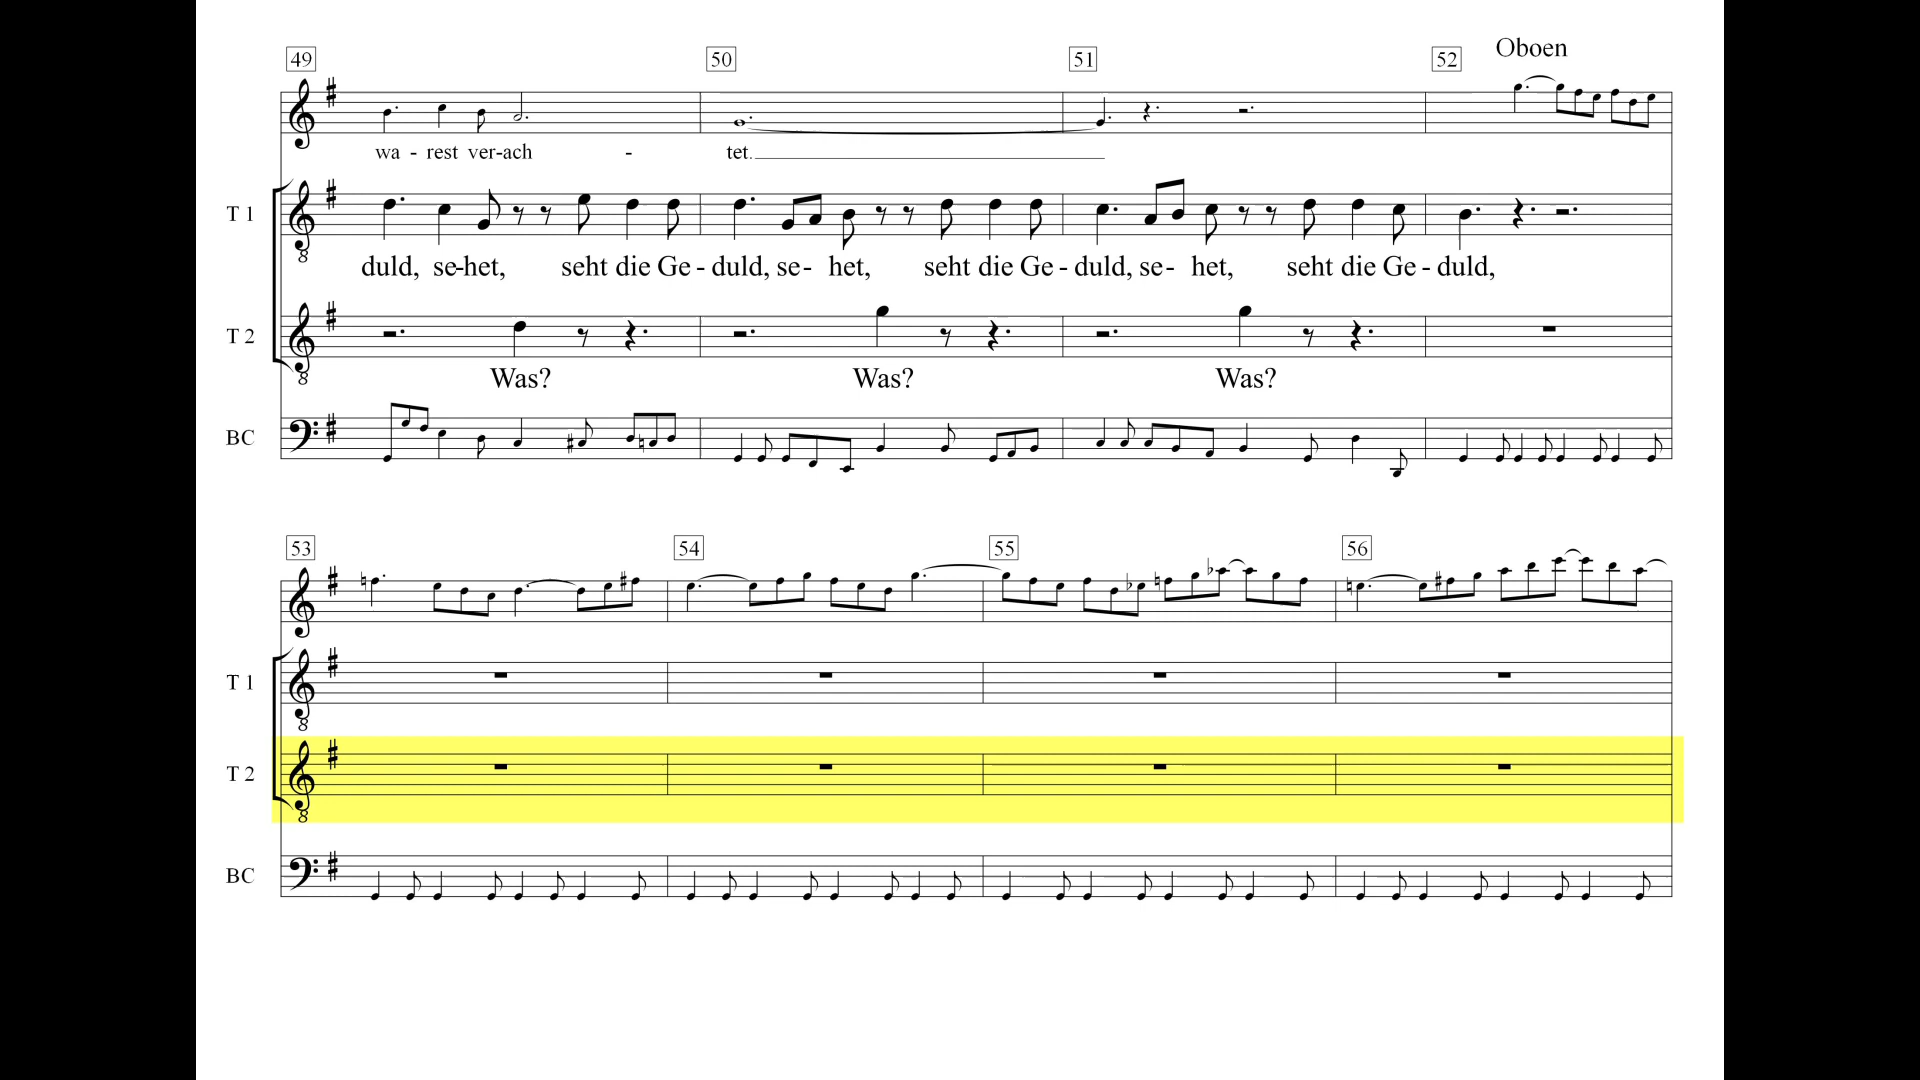 49 50 51 52 Oboen
wa - rest ver-ach - tet.
T 1
duld, se-het, seht die Ge - duld, se- het, seht die Ge - duld, se- het, seht die Ge - duld,
T 2
Was? Was? Was?
BC
53 54 55 56
T 1
T 2
BC